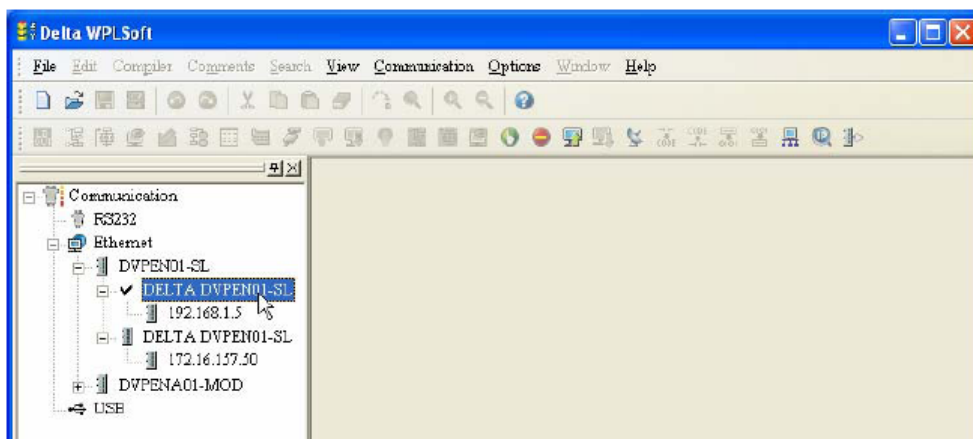 Delta WPLSoft
File Edit Compiler Comments Search View Communication Options Window Help
Communication
RS232
Ethernet
DVPEN01-SL
DELTA DVPEN01-SL
192.168.1.5
DELTA DVPEN01-SL
172.16.157.50
DVPENA01-MOD
USB